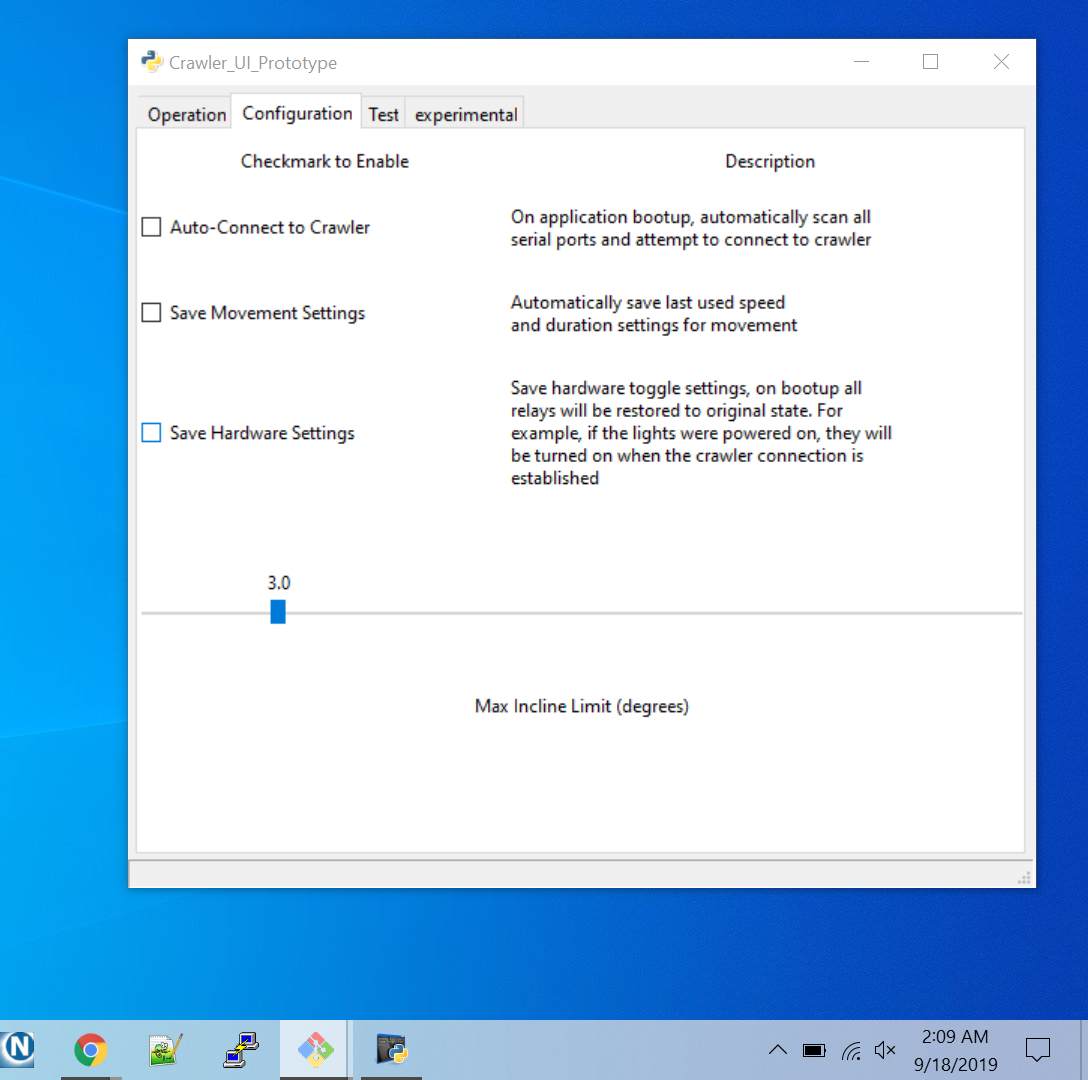 Crawler_UI_Prototype
Operation Configuration Test experimental
Checkmark to Enable Description
Auto-Connect to Crawler
On application bootup, automatically scan all
serial ports and attempt to connect to crawler
Save Movement Settings
Automatically save last used speed
and duration settings for movement
Save Hardware Settings
Save hardware toggle settings, on bootup all
relays will be restored to original state. For
example, if the lights were powered on, they will
be turned on when the crawler connection is
established
3.0
Max Incline Limit (degrees)
N
2:09 AM
9/18/2019